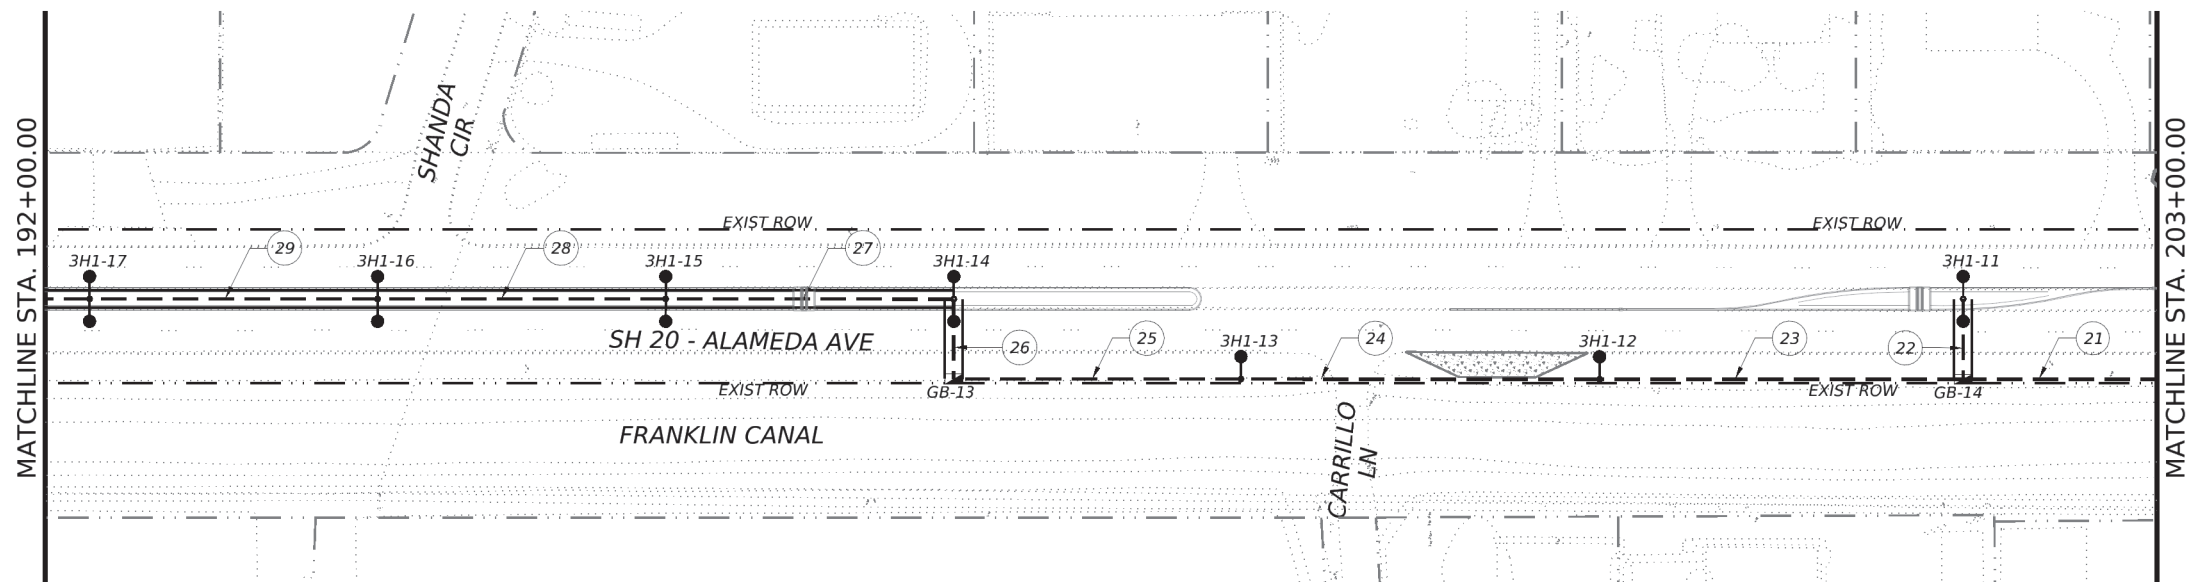 MATCHLINE STA. 192+00.00
SHANDA
CIR
EXIST ROW
EXIST ROW
29
28
27
3H1-17
3H1-16
3H1-15
3H1-14
3H1-11
SH 20 - ALAMEDA AVE
26
25
3H1-13
24
3H1-12
23
22
21
EXIST ROW
GB-13
EXIST ROW
GB-14
FRANKLIN CANAL
CARRILLO
LN
MATCHLINE STA. 203+00.00